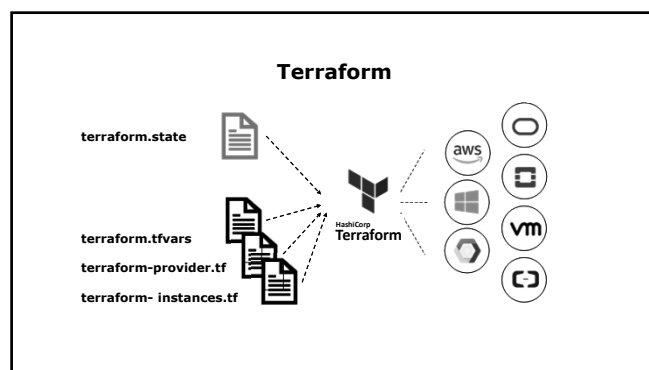 Terraform
terraform.state
aws
HashiCorp
Terraform
vm
terraform.tfvars
terraform-provider.tf
terraform- instances.tf